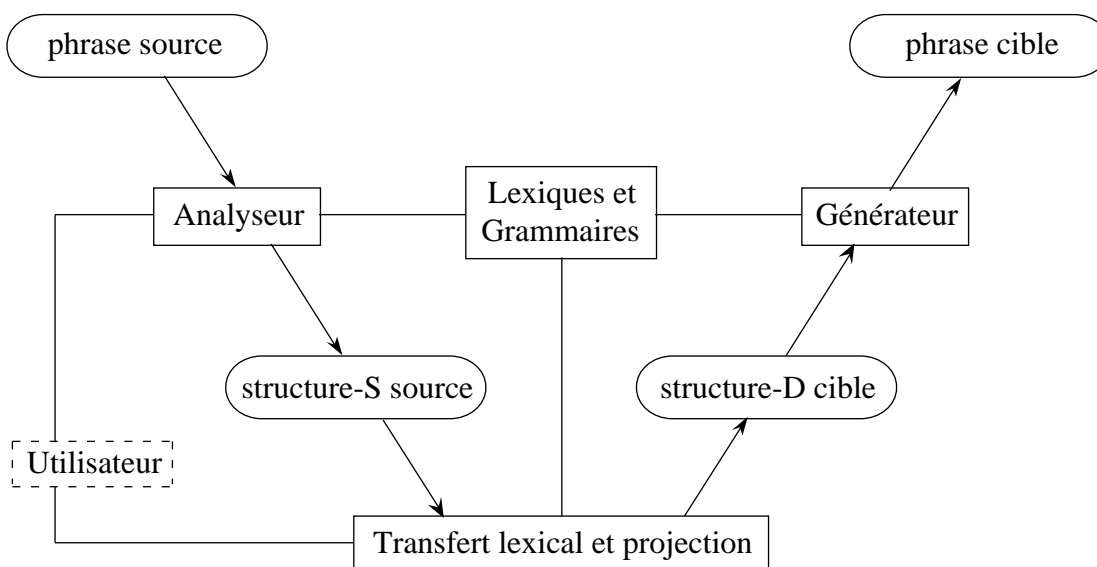 phrase source
phrase cible
Lexiques et
Grammaires
Analyseur
Générateur
structure-S source
structure-D cible
Utilisateur
Transfert lexical et projection